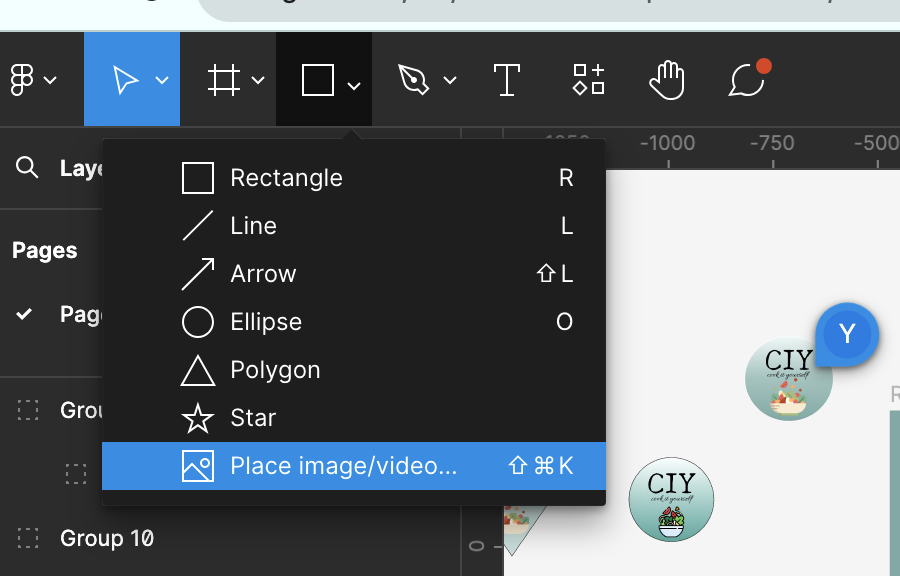 -1000 -750 -500
Laye
Rectangle R
Line L
Pages
Arrow ⇧L
Page
Ellipse O
Y
Polygon
CIY
cook it yourself
Grou
Star
Place image/video... ⇧⌘K
CIY
cook it yourself
Group 10
0